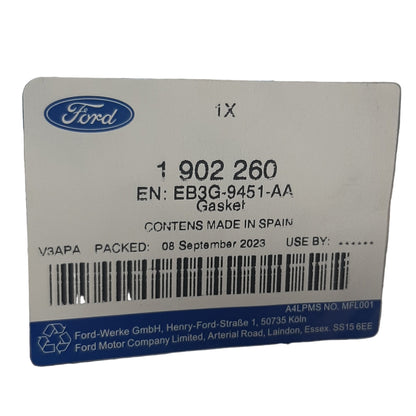 Ford
1X
1 902 260
EN: EB3G-9451-AA
Gasket
CONTENS MADE IN SPAIN
V3APA PACKED: 08 September 2023 USE BY: ······
A4LPMS NO. MFL001
Ford-Werke GmbH, Henry-Ford-Straße 1, 50735 Köln
Ford Motor Company Limited, Arterial Road, Laindon, Essex. SS15 6EE